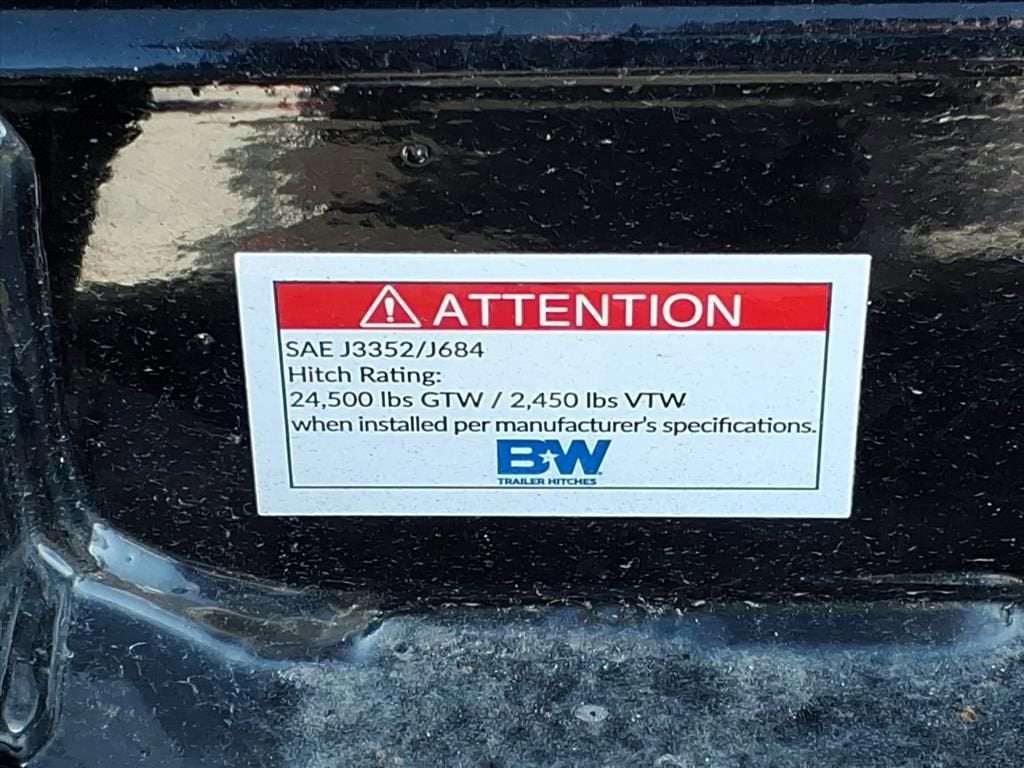 ATTENTION
SAE J3352/J684
Hitch Rating:
24,500 lbs GTW / 2,450 lbs VTW
when installed per manufacturer's specifications.
B&W
TRAILER HITCHES